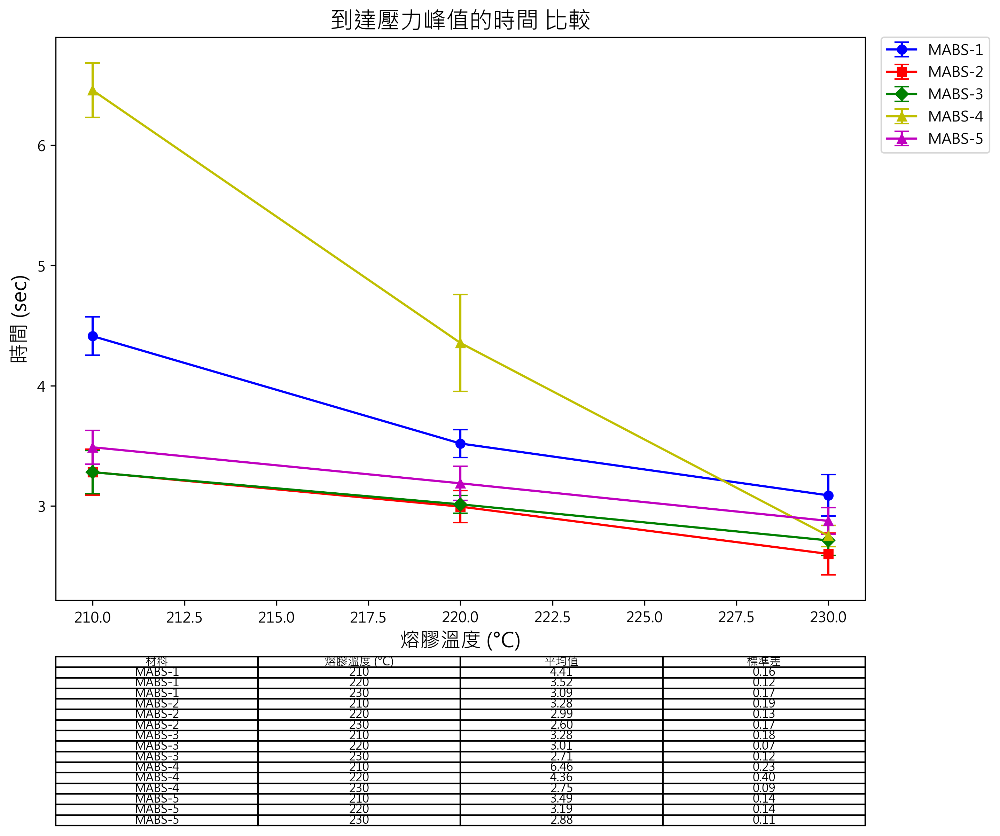 到達壓力峰值的時間 比較
MABS-1
MABS-2
MABS-3
MABS-4
MABS-5
時間 (sec)
6
5
4
3
210.0 212.5 215.0 217.5 220.0 222.5 225.0 227.5 230.0
熔膠溫度 (°C)
材料 熔膠溫度 (°C) 平均值 標準差
MABS-1 210 4.41 0.16
MABS-1 220 3.52 0.12
MABS-1 230 3.09 0.17
MABS-2 210 3.28 0.19
MABS-2 220 2.99 0.13
MABS-2 230 2.60 0.17
MABS-3 210 3.28 0.18
MABS-3 220 3.01 0.07
MABS-3 230 2.71 0.12
MABS-4 210 6.46 0.23
MABS-4 220 4.36 0.40
MABS-4 230 2.75 0.09
MABS-5 210 3.49 0.14
MABS-5 220 3.19 0.14
MABS-5 230 2.88 0.11